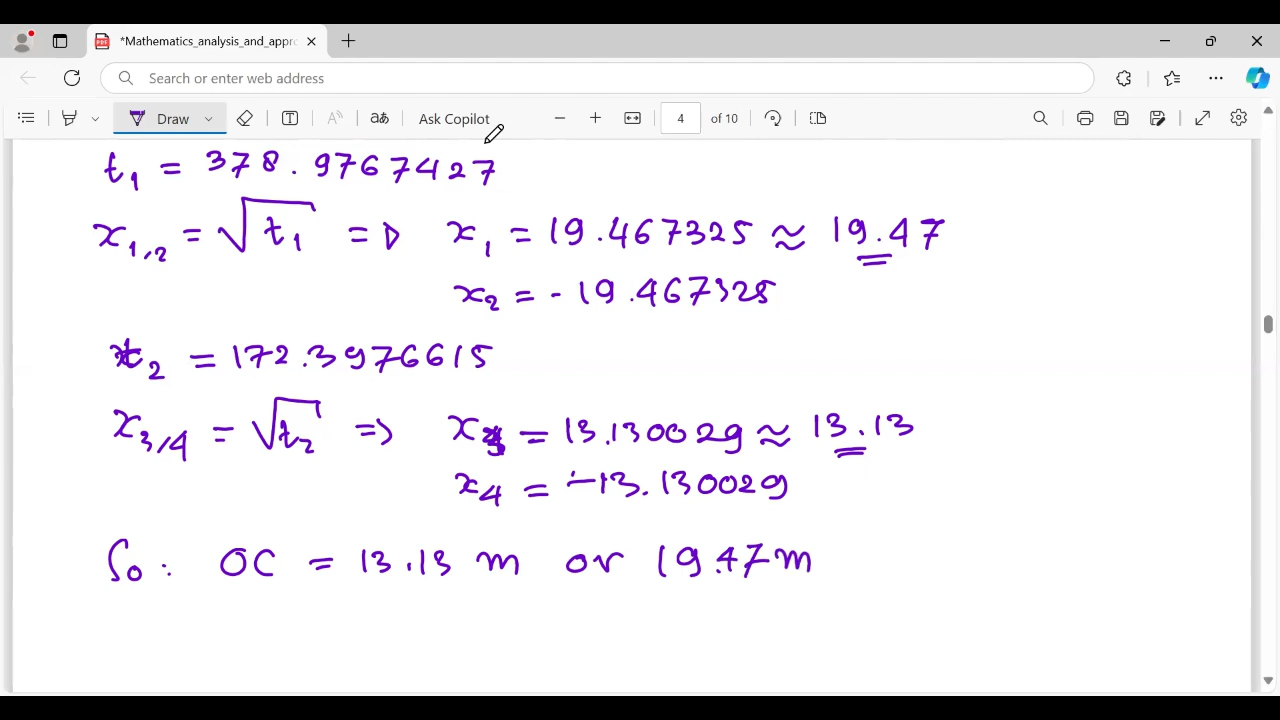 *Mathematics_analysis_and_appro
Search or enter web address
Draw
Ask Copilot
4 of 10
t₁ = 378.9767427
x₁,₂ = √t₁ => x₁ = 19.467325 ≈ 19.47
x₂ = -19.467325
t₂ = 172.3976615
x₃/₄ = √t₂ => x₃ = 13.130029 ≈ 13.13
x₄ = -13.130029
So: OC = 13.13 m or 19.47m